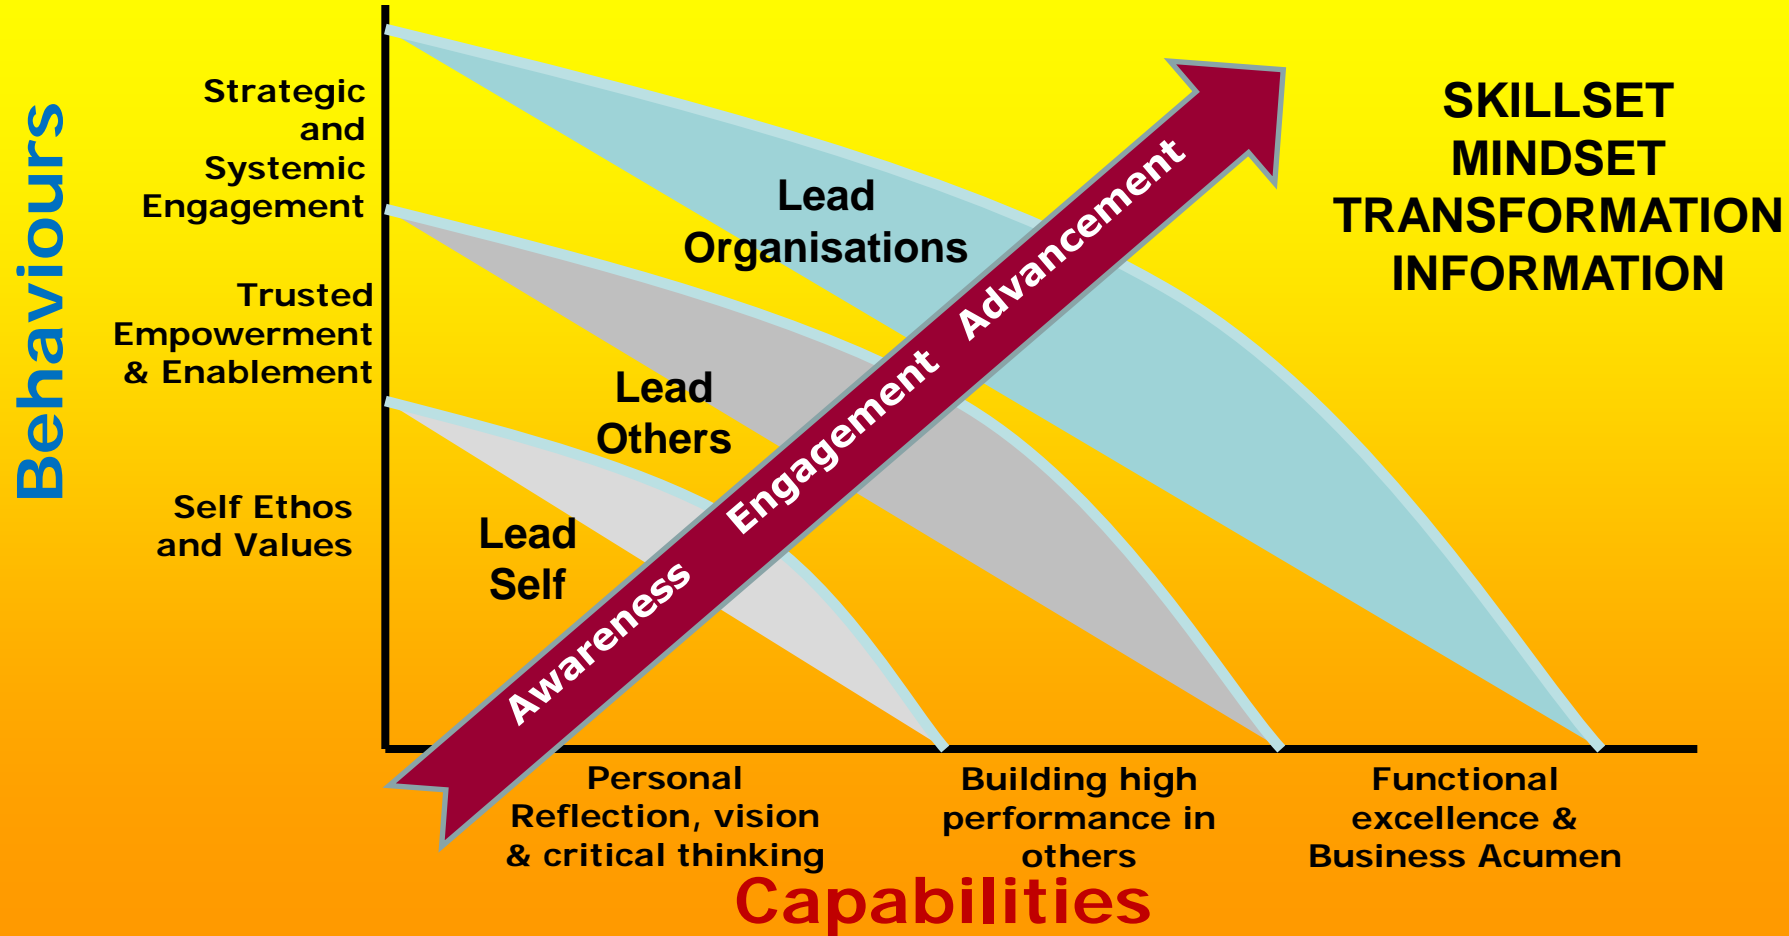 Behaviours
Strategic
and
Systemic
Engagement
Trusted
Empowerment
& Enablement
Self Ethos
and Values
Lead
Organisations
Lead
Others
Lead
Self
Awareness Engagement Advancement
SKILLSET
MINDSET
TRANSFORMATION
INFORMATION
Personal
Reflection, vision
& critical thinking
Building high
performance in
others
Functional
excellence &
Business Acumen
Capabilities